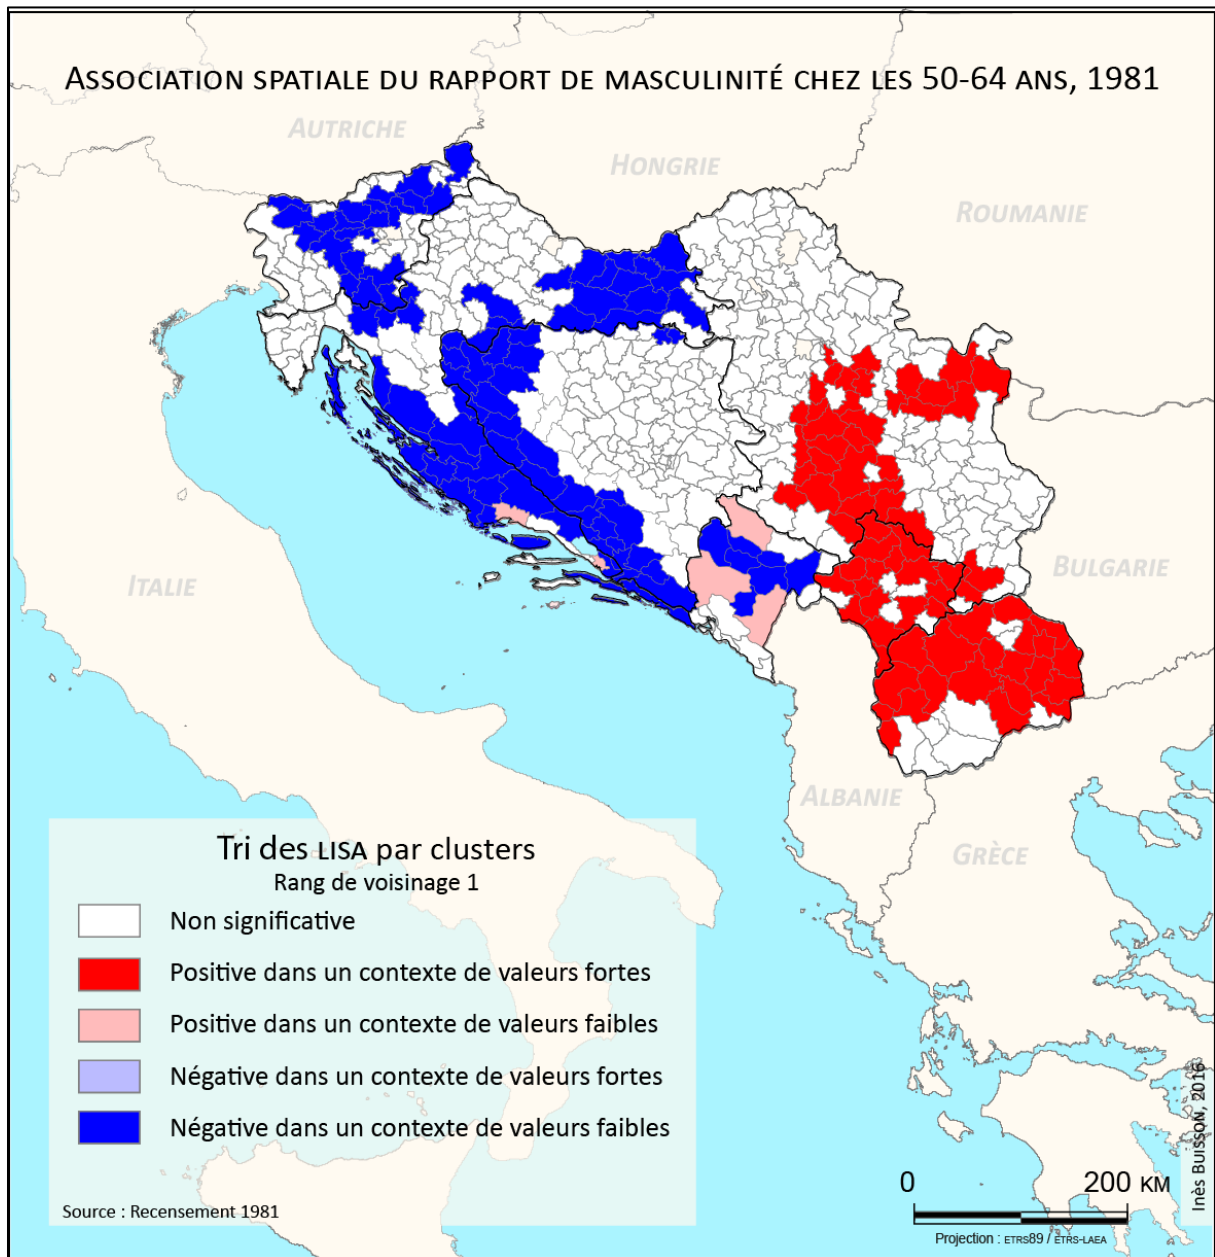 Association spatiale du rapport de masculinité chez les 50-64 ans, 1981
Autriche
Hongrie
Roumanie
Italie
Bulgarie
Albanie
Grèce
Tri des LISA par clusters
Rang de voisinage 1
Non significative
Positive dans un contexte de valeurs fortes
Positive dans un contexte de valeurs faibles
Négative dans un contexte de valeurs fortes
Négative dans un contexte de valeurs faibles
Source : Recensement 1981
0 200 KM
Projection : ETRS89 / ETRS-LAEA
Inès Buisson, 2016